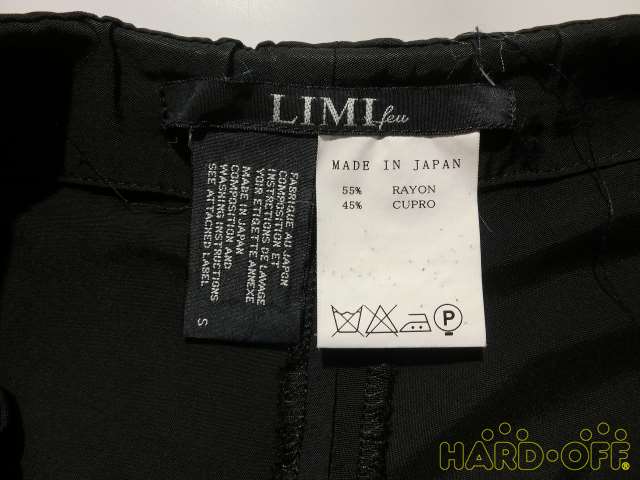 LIMI feu
FABRIQUE AU JAPON
COMPOSITION ET
INSTRCTIONS DE LAVAGE
VOIR ETIQUETTE ANNEXE
MADE IN JAPAN
COMPOSITION AND
WASHING INSTRUCTIONS
SEE ATTACHED LABEL
S
MADE IN JAPAN
55% RAYON
45% CUPRO
P
HARD・OFF